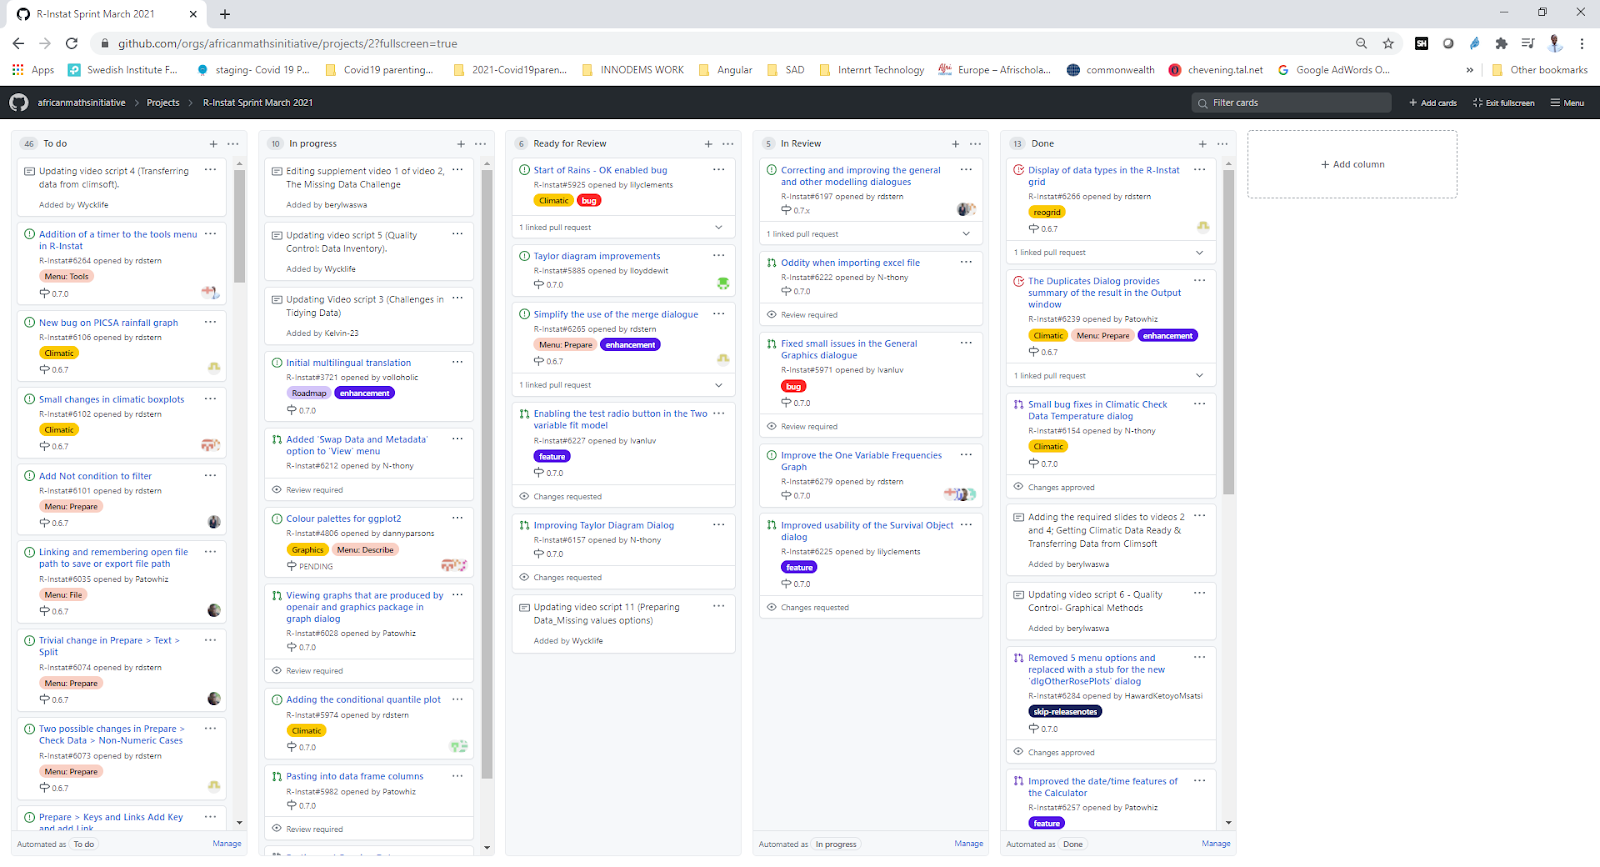 R-Instat Sprint March 2021
github.com/orgs/africanmathsinitiative/projects/2?fullscreen=true
Apps
Swedish Institute F...
staging- Covid 19 P...
Covid19 parenting...
2021-Covid19paren...
INNODEMS WORK
Angular
SAD
Internrt Technology
Europe – Afrischola...
commonwealth
chevening.tal.net
Google AdWords O...
Other bookmarks
africanmathsinitiative
Projects
R-Instat Sprint March 2021
Filter cards
+ Add cards
Exit fullscreen
Menu
46 To do
Updating video script 4 (Transferring
data from climsoft).
Added by Wycklife
Addition of a timer to the tools menu
in R-Instat
R-Instat#6264 opened by rdstern
Menu: Tools
0.7.0
New bug on PICSA rainfall graph
R-Instat#6106 opened by rdstern
Climatic
0.6.7
Small changes in climatic boxplots
R-Instat#6102 opened by rdstern
Climatic
0.6.7
Add Not condition to filter
R-Instat#6101 opened by rdstern
Menu: Prepare
0.6.7
Linking and remembering open file
path to save or export file path
R-Instat#6035 opened by Patowhiz
Menu: File
0.6.7
Trivial change in Prepare > Text >
Split
R-Instat#6074 opened by rdstern
Menu: Prepare
0.6.7
Two possible changes in Prepare >
Check Data > Non-Numeric Cases
R-Instat#6073 opened by rdstern
Menu: Prepare
0.6.7
Prepare > Keys and Links Add Key
and add Link
Automated as To do
Manage
10 In progress
Editing supplement video 1 of video 2,
The Missing Data Challenge
Added by berylwaswa
Updating video script 5 (Quality
Control: Data Inventory).
Added by Wycklife
Updating Video script 3 (Challenges in
Tidying Data)
Added by Kelvin-23
Initial multilingual translation
R-Instat#3721 opened by volloholic
Roadmap enhancement
0.7.0
Added `Swap Data and Metadata`
option to `View` menu
R-Instat#6212 opened by N-thony
Review required
Colour palettes for ggplot2
R-Instat#4806 opened by dannyparsons
Graphics Menu: Describe
PENDING
Viewing graphs that are produced by
openair and graphics package in
graph dialog
R-Instat#6028 opened by Patowhiz
0.7.0
Review required
Adding the conditional quantile plot
R-Instat#5974 opened by rdstern
Climatic
0.7.0
Pasting into data frame columns
R-Instat#5982 opened by Patowhiz
0.7.0
Review required
6 Ready for Review
Start of Rains - OK enabled bug
R-Instat#5925 opened by lilyclements
Climatic bug
1 linked pull request
Taylor diagram improvements
R-Instat#5885 opened by lloyddewit
0.7.0
Simplify the use of the merge dialogue
R-Instat#6265 opened by rdstern
Menu: Prepare enhancement
0.6.7
1 linked pull request
Enabling the test radio button in the Two
variable fit model
R-Instat#6227 opened by Ivanluv
feature
0.7.0
Changes requested
Improving Taylor Diagram Dialog
R-Instat#6157 opened by N-thony
0.7.0
Changes requested
Updating video script 11 (Preparing
Data_Missing values options)
Added by Wycklife
5 In Review
Correcting and improving the general
and other modelling dialogues
R-Instat#6197 opened by rdstern
0.7.x
1 linked pull request
Oddity when importing excel file
R-Instat#6222 opened by N-thony
0.7.0
Review required
Fixed small issues in the General
Graphics dialogue
R-Instat#5971 opened by Ivanluv
bug
0.7.0
Review required
Improve the One Variable Frequencies
Graph
R-Instat#6279 opened by rdstern
0.7.0
Improved usability of the Survival Object
dialog
R-Instat#6225 opened by lilyclements
feature
0.7.0
Changes requested
Automated as In progress
Manage
13 Done
Display of data types in the R-Instat
grid
R-Instat#6266 opened by rdstern
reogrid
0.6.7
1 linked pull request
The Duplicates Dialog provides
summary of the result in the Output
window
R-Instat#6239 opened by Patowhiz
Climatic Menu: Prepare enhancement
0.6.7
1 linked pull request
Small bug fixes in Climatic Check
Data Temperature dialog
R-Instat#6154 opened by N-thony
Climatic
0.7.0
Changes approved
Adding the required slides to videos 2
and 4; Getting Climatic Data Ready &
Transferring Data from Climsoft
Added by berylwaswa
Updating video script 6 - Quality
Control- Graphical Methods
Added by berylwaswa
Removed 5 menu options and
replaced with a stub for the new
`dlgOtherRosePlots` dialog
R-Instat#6284 opened by HawardKetoyoMsatsi
skip-releasenotes
0.7.0
Changes approved
Improved the date/time features of
the Calculator
R-Instat#6257 opened by Patowhiz
feature
Automated as Done
Manage
+ Add column